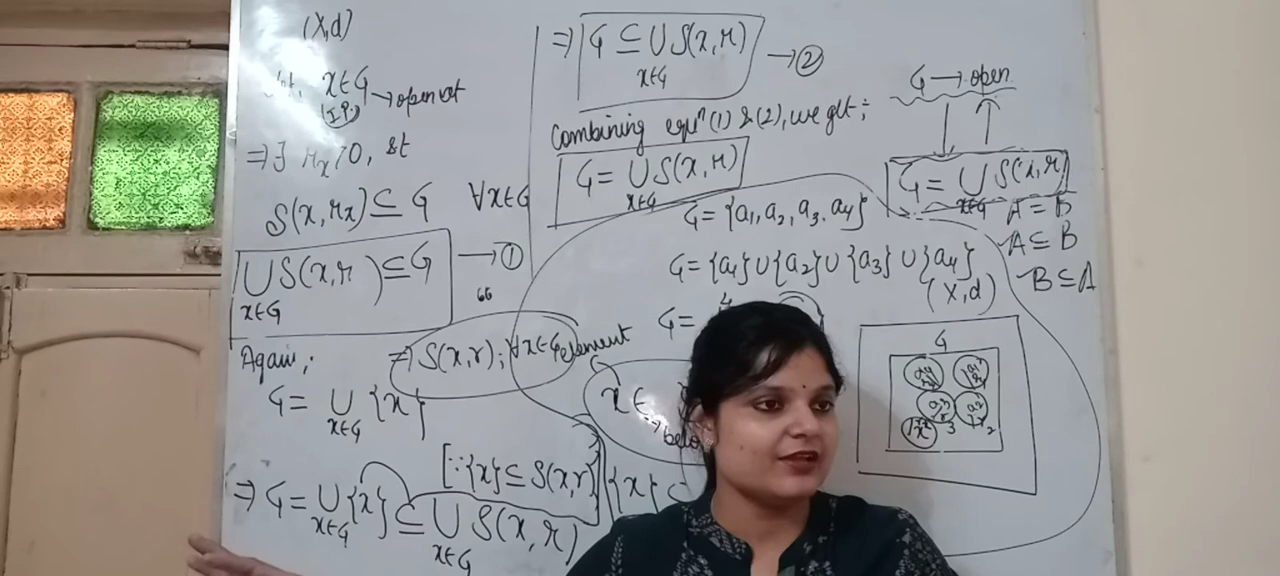 (X,d)
x∈G → open set
(I.P.)
⇒ ∃ r_x>0, st
S(x,r_x) ⊆ G ∀x∈G
∪ S(x,r) ⊆ G → ①
x∈G
Again,
G = ∪ {x}
x∈G
⇒ S(x,r); ∀x∈G element
[∵{x} ⊆ S(x,r)]
⇒ G = ∪ {x} ⊆ ∪ S(x,r)
x∈G x∈G
⇒ G ⊆ ∪ S(x,r) → ②
x∈G
Combining equⁿ (1) & (2), we get;
G = ∪ S(x,r)
x∈G
G → open
G = ∪ S(x,r)
x∈G
A = B
A ⊆ B
B ⊆ A
G = {a1, a2, a3, a4}
G = {a1} ∪ {a2} ∪ {a3} ∪ {a4}
G =
x ∈
{x} ⊂
(X,d)
G